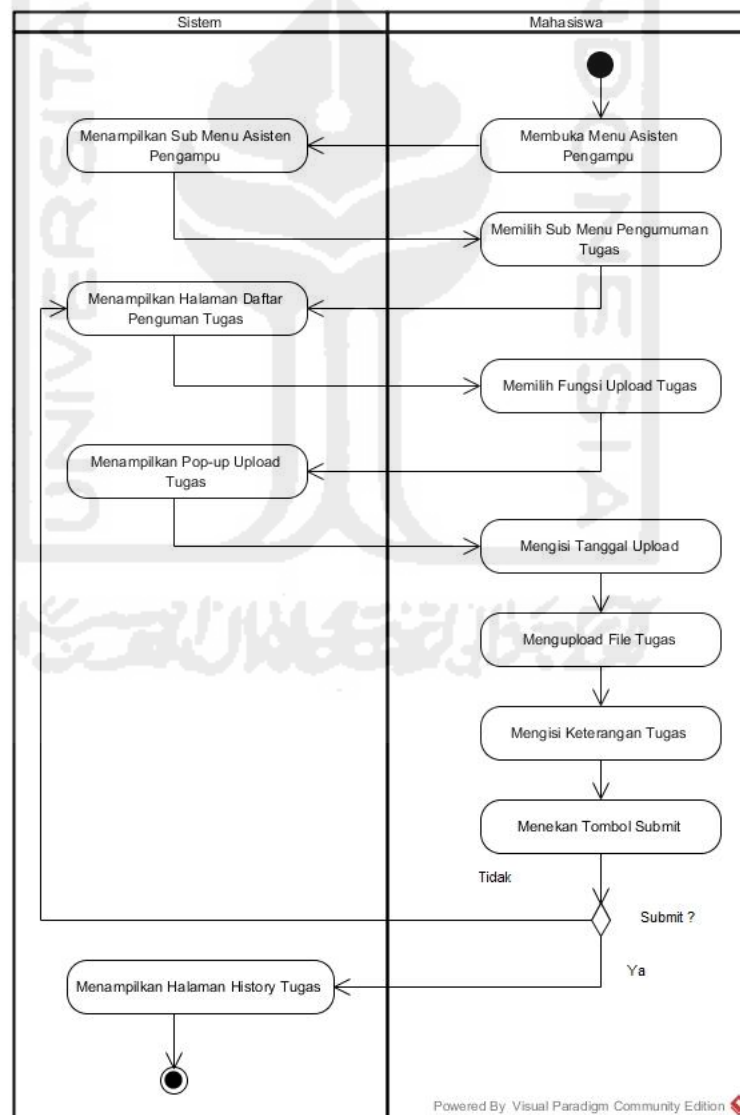 Sistem
Mahasiswa
Membuka Menu Asisten
Pengampu
Menampilkan Sub Menu Asisten
Pengampu
Memilih Sub Menu Pengumuman
Tugas
Menampilkan Halaman Daftar
Penguman Tugas
Memilih Fungsi Upload Tugas
Menampilkan Pop-up Upload
Tugas
Mengisi Tanggal Upload
Mengupload File Tugas
Mengisi Keterangan Tugas
Menekan Tombol Submit
Tidak
Submit ?
Ya
Menampilkan Halaman History Tugas
UNIVERSITA
NDONESIA
Powered By Visual Paradigm Community Edition